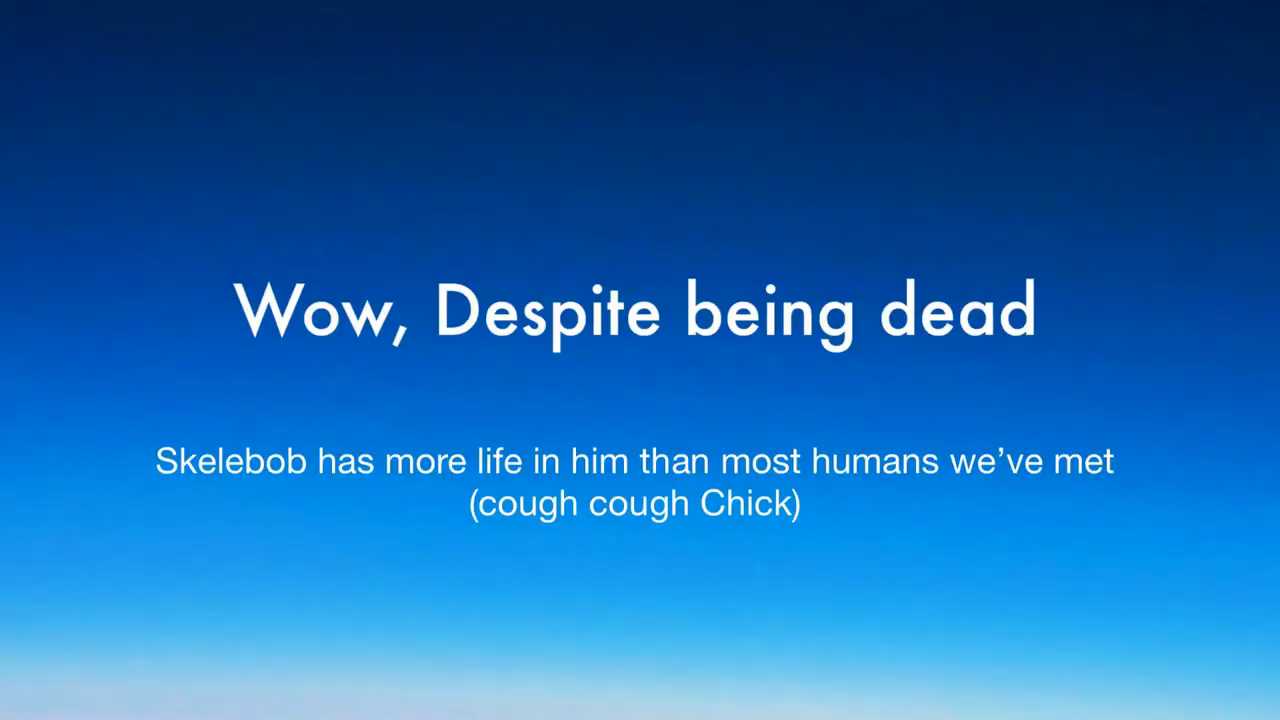 Wow, Despite being dead
Skelebob has more life in him than most humans we’ve met
(cough cough Chick)